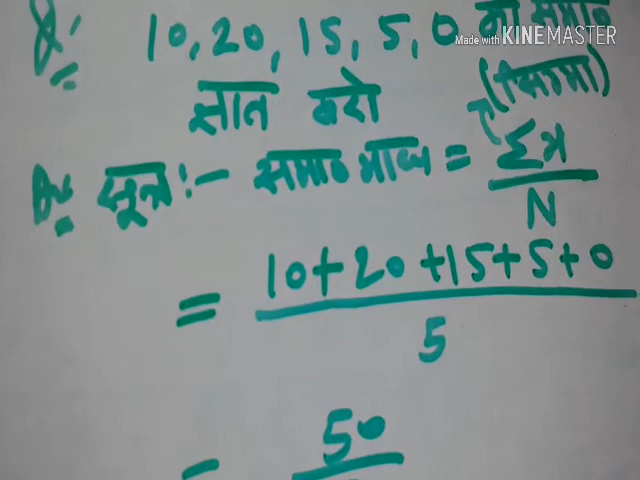 Q: 10, 20, 15, 5, 0 का समान्
Made with KINEMASTER
ज्ञात करो (सिगमा)
सूत्र :- समान्तर माध्य = Σx / N
= 10+20+15+5+0 / 5
= 50